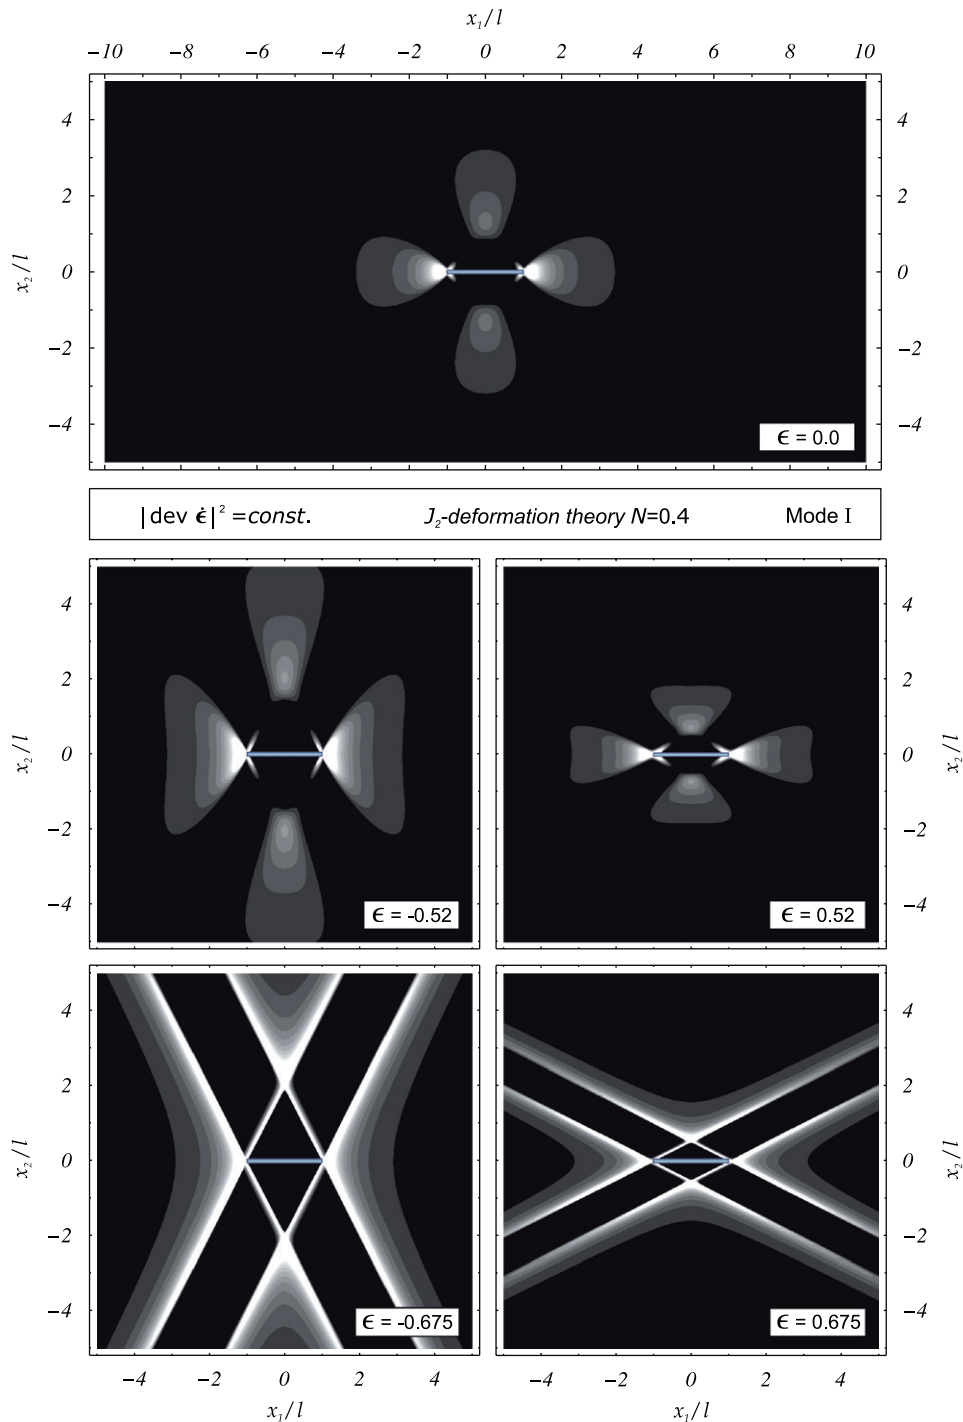 x₁/l
−10 −8 −6 −4 −2 0 2 4 6 8 10
4 4
2 2
x₂/l 0 0
−2 −2
−4 −4
ϵ = 0.0
|dev ϵ̇|² =const. J₂-deformation theory N=0.4 Mode I
4 4
2 2
x₂/l 0 0 x₂/l
−2 −2
−4 −4
ϵ = -0.52 ϵ = 0.52
4 4
2 2
x₂/l 0 0 x₂/l
−2 −2
−4 −4
ϵ = -0.675 ϵ = 0.675
−4 −2 0 2 4 −4 −2 0 2 4
x₁/l x₁/l